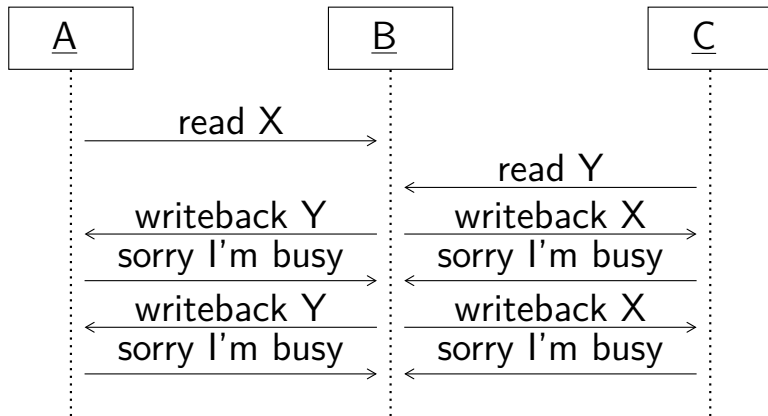 A B C
read X
read Y
writeback Y writeback X
sorry I'm busy sorry I'm busy
writeback Y writeback X
sorry I'm busy sorry I'm busy